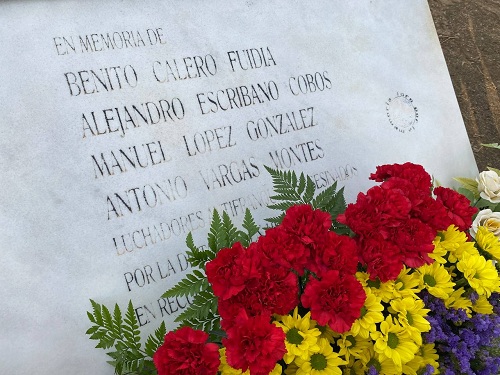 EN MEMORIA DE
BENITO CALERO FUIDIA
ALEJANDRO ESCRIBANO COBOS
MANUEL LOPEZ GONZALEZ
ANTONIO VARGAS MONTES
LUCHADORES
POR LA
EN